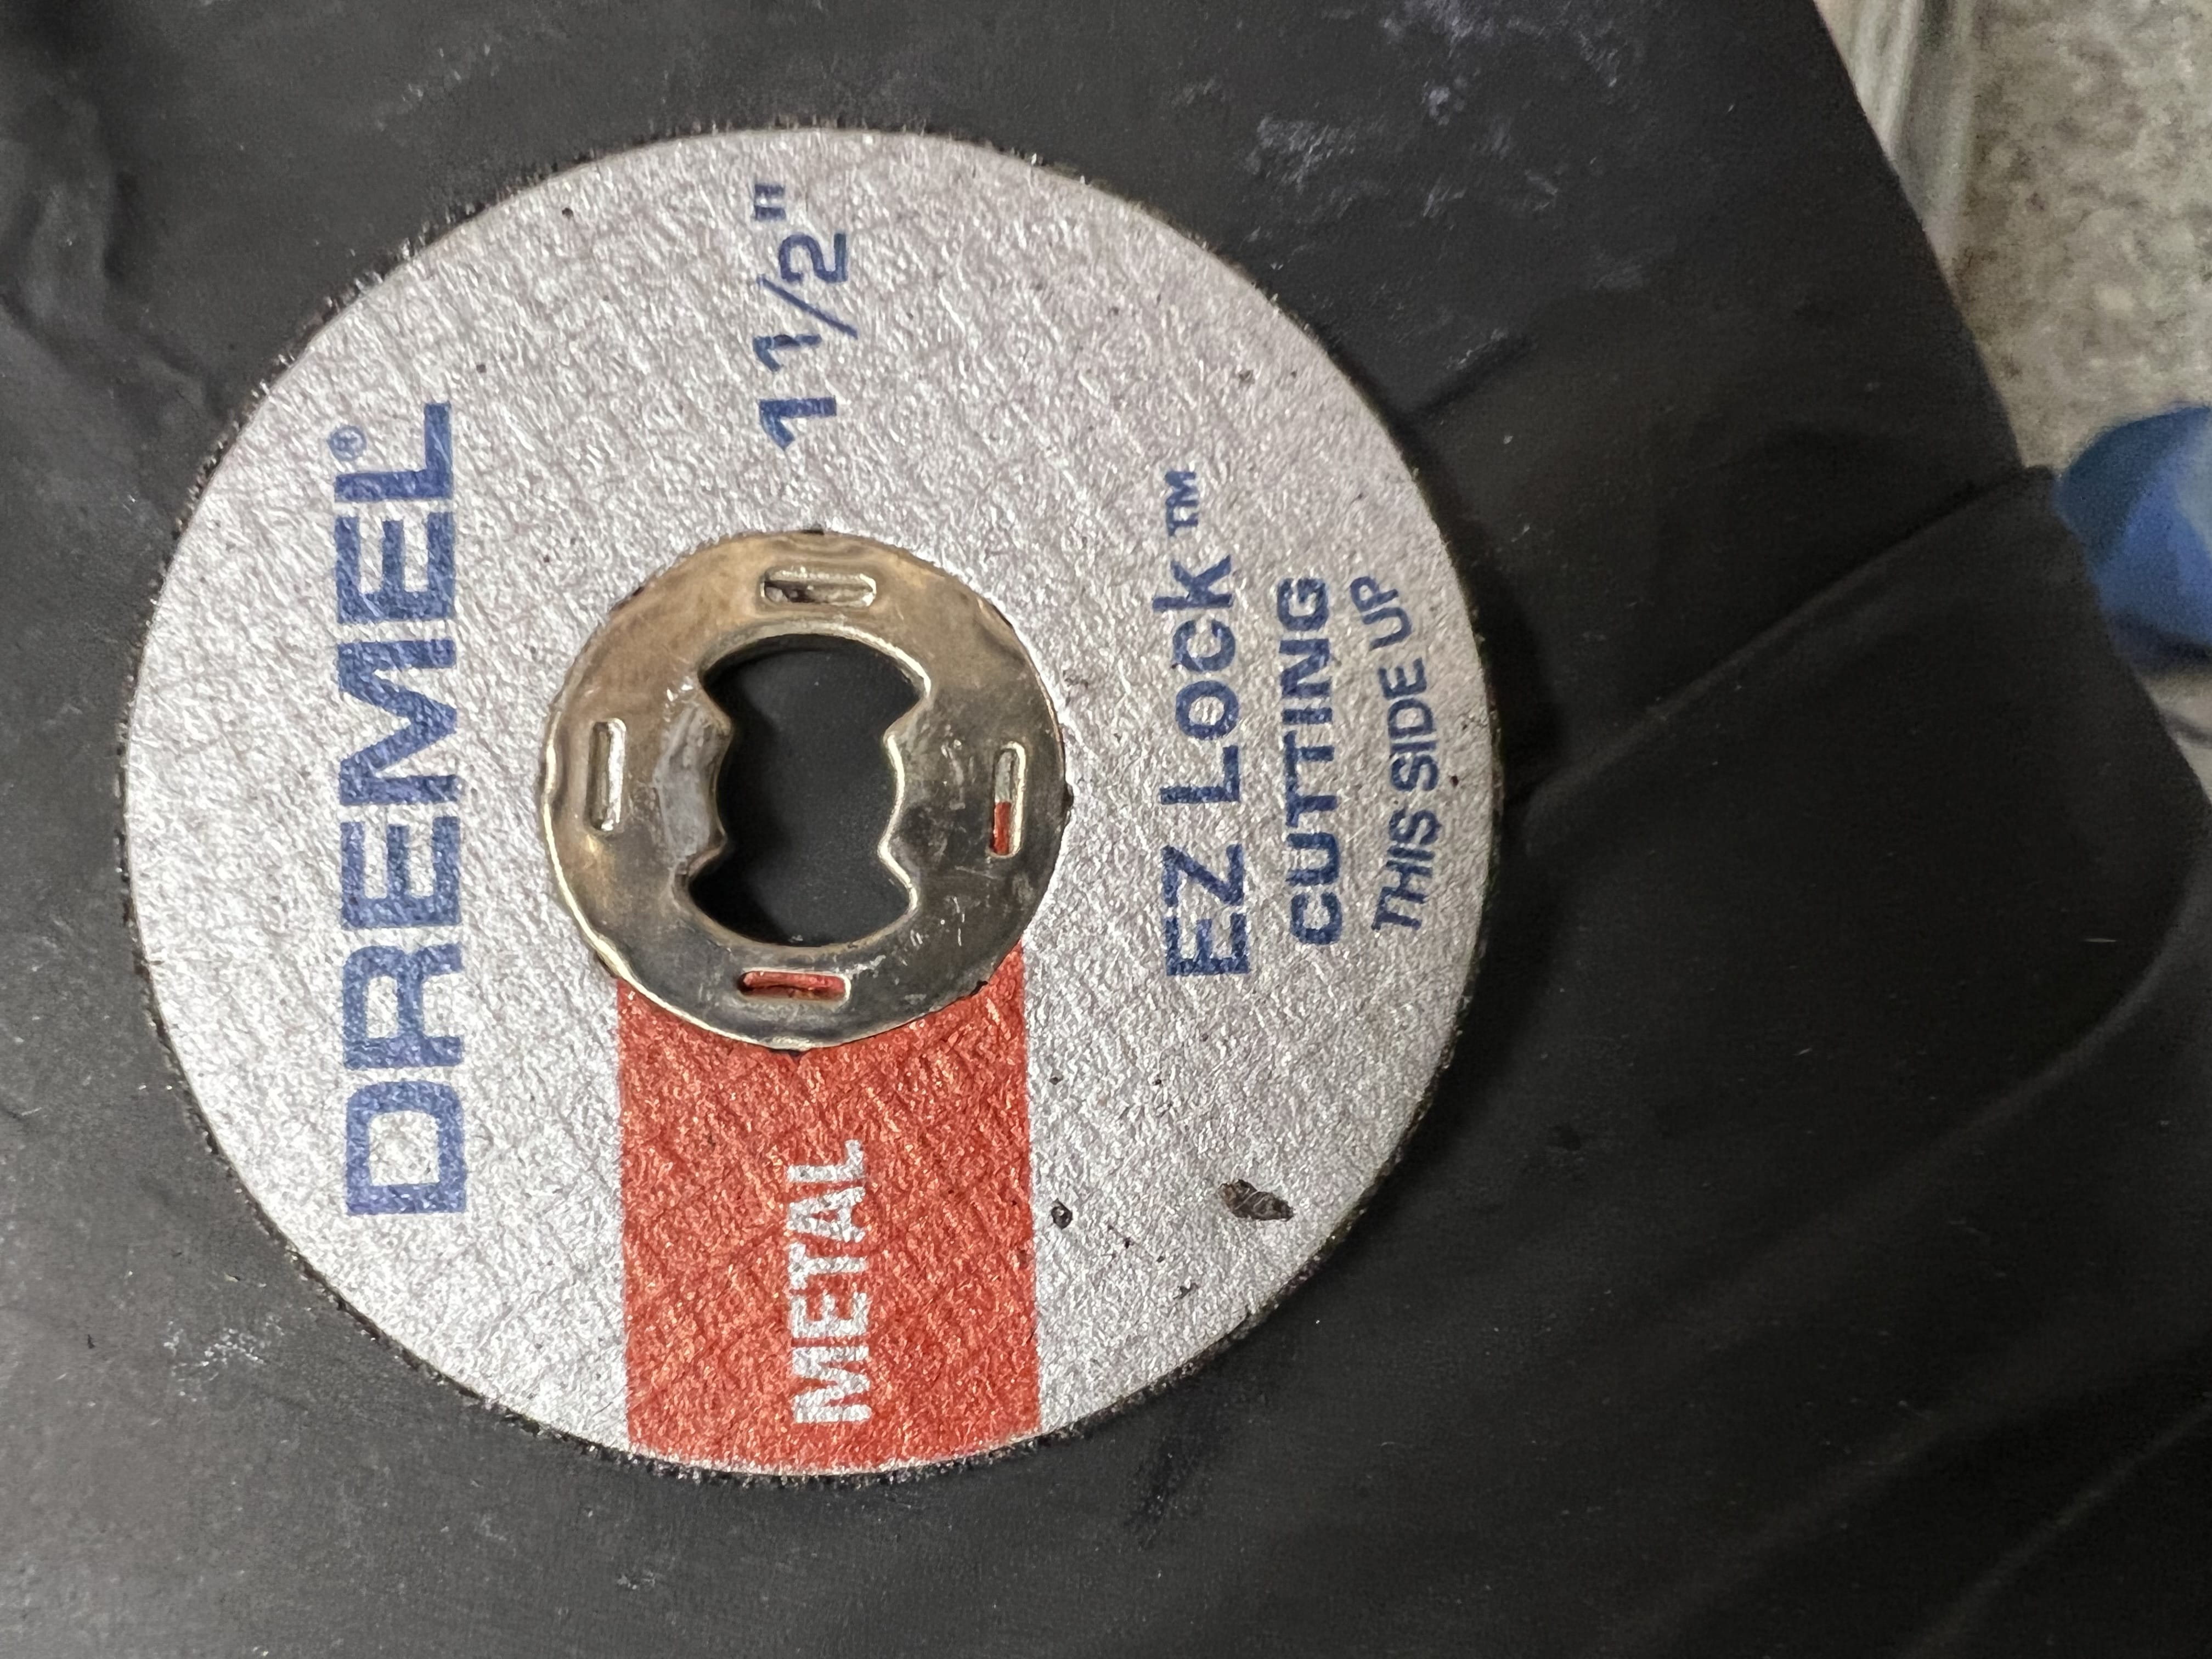 DREMEL®
METAL
1 1/2"
EZ LOCK™
CUTTING
THIS SIDE UP